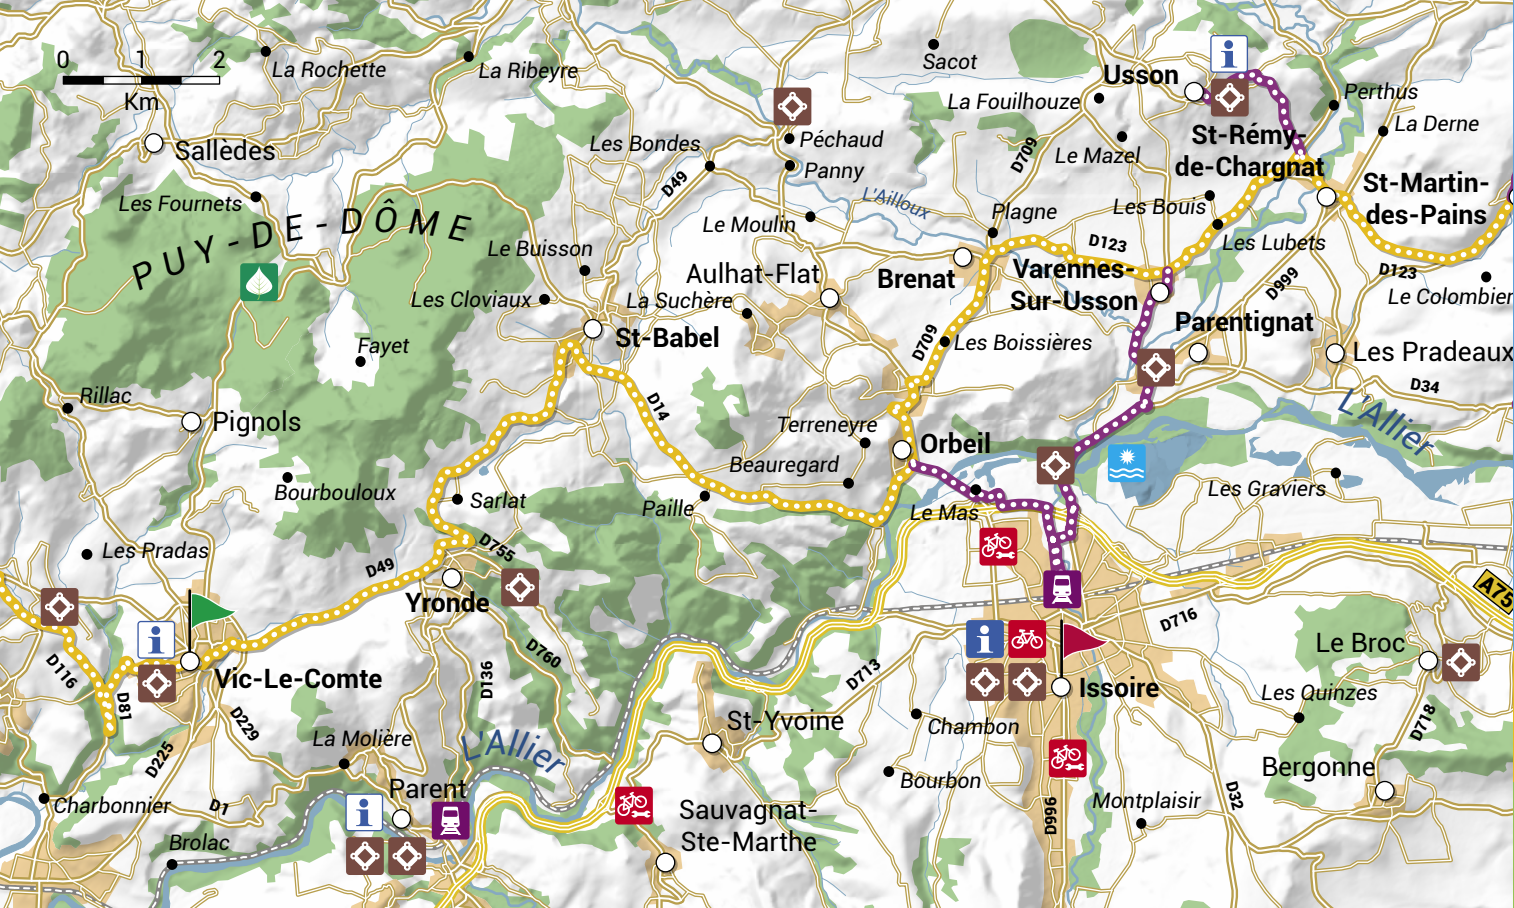 0 1 2
Km
La Rochette
La Ribeyre
Sacot
Usson
i
Perthus
La Fouilhouze
La Derne
Péchaud
Les Bondes
Sallèdes
D709
Le Mazel
St-Rémy-
de-Chargnat
Panny
D49
St-Martin-
des-Pains
Les Fournets
L'Ailloux
Les Bouis
PUY-DE-DÔME
Le Moulin
Plagne
D123
Les Lubets
Le Buisson
Aulhat-Flat
Brenat
Varennes-
Sur-Usson
D999
D123
Le Colombier
Les Cloviaux
La Suchère
St-Babel
D709
Les Boissières
Parentignat
Fayet
Les Pradeaux
D34
Rillac
Pignols
D14
L'Allier
Terreneyre
Orbeil
Beauregard
Bourbouloux
Sarlat
Paille
Le Mas
Les Graviers
Les Pradas
D755
D49
A75
Yronde
D716
i
i
Le Broc
D116
D81
Vic-Le-Comte
D760
D136
D713
Issoire
Les Quinzes
D229
La Molière
St-Yvoine
Chambon
D718
D225
L'Allier
Bourbon
Bergonne
Parent
i
Charbonnier
D1
Sauvagnat-
Ste-Marthe
D996
Montplaisir
D32
Brolac